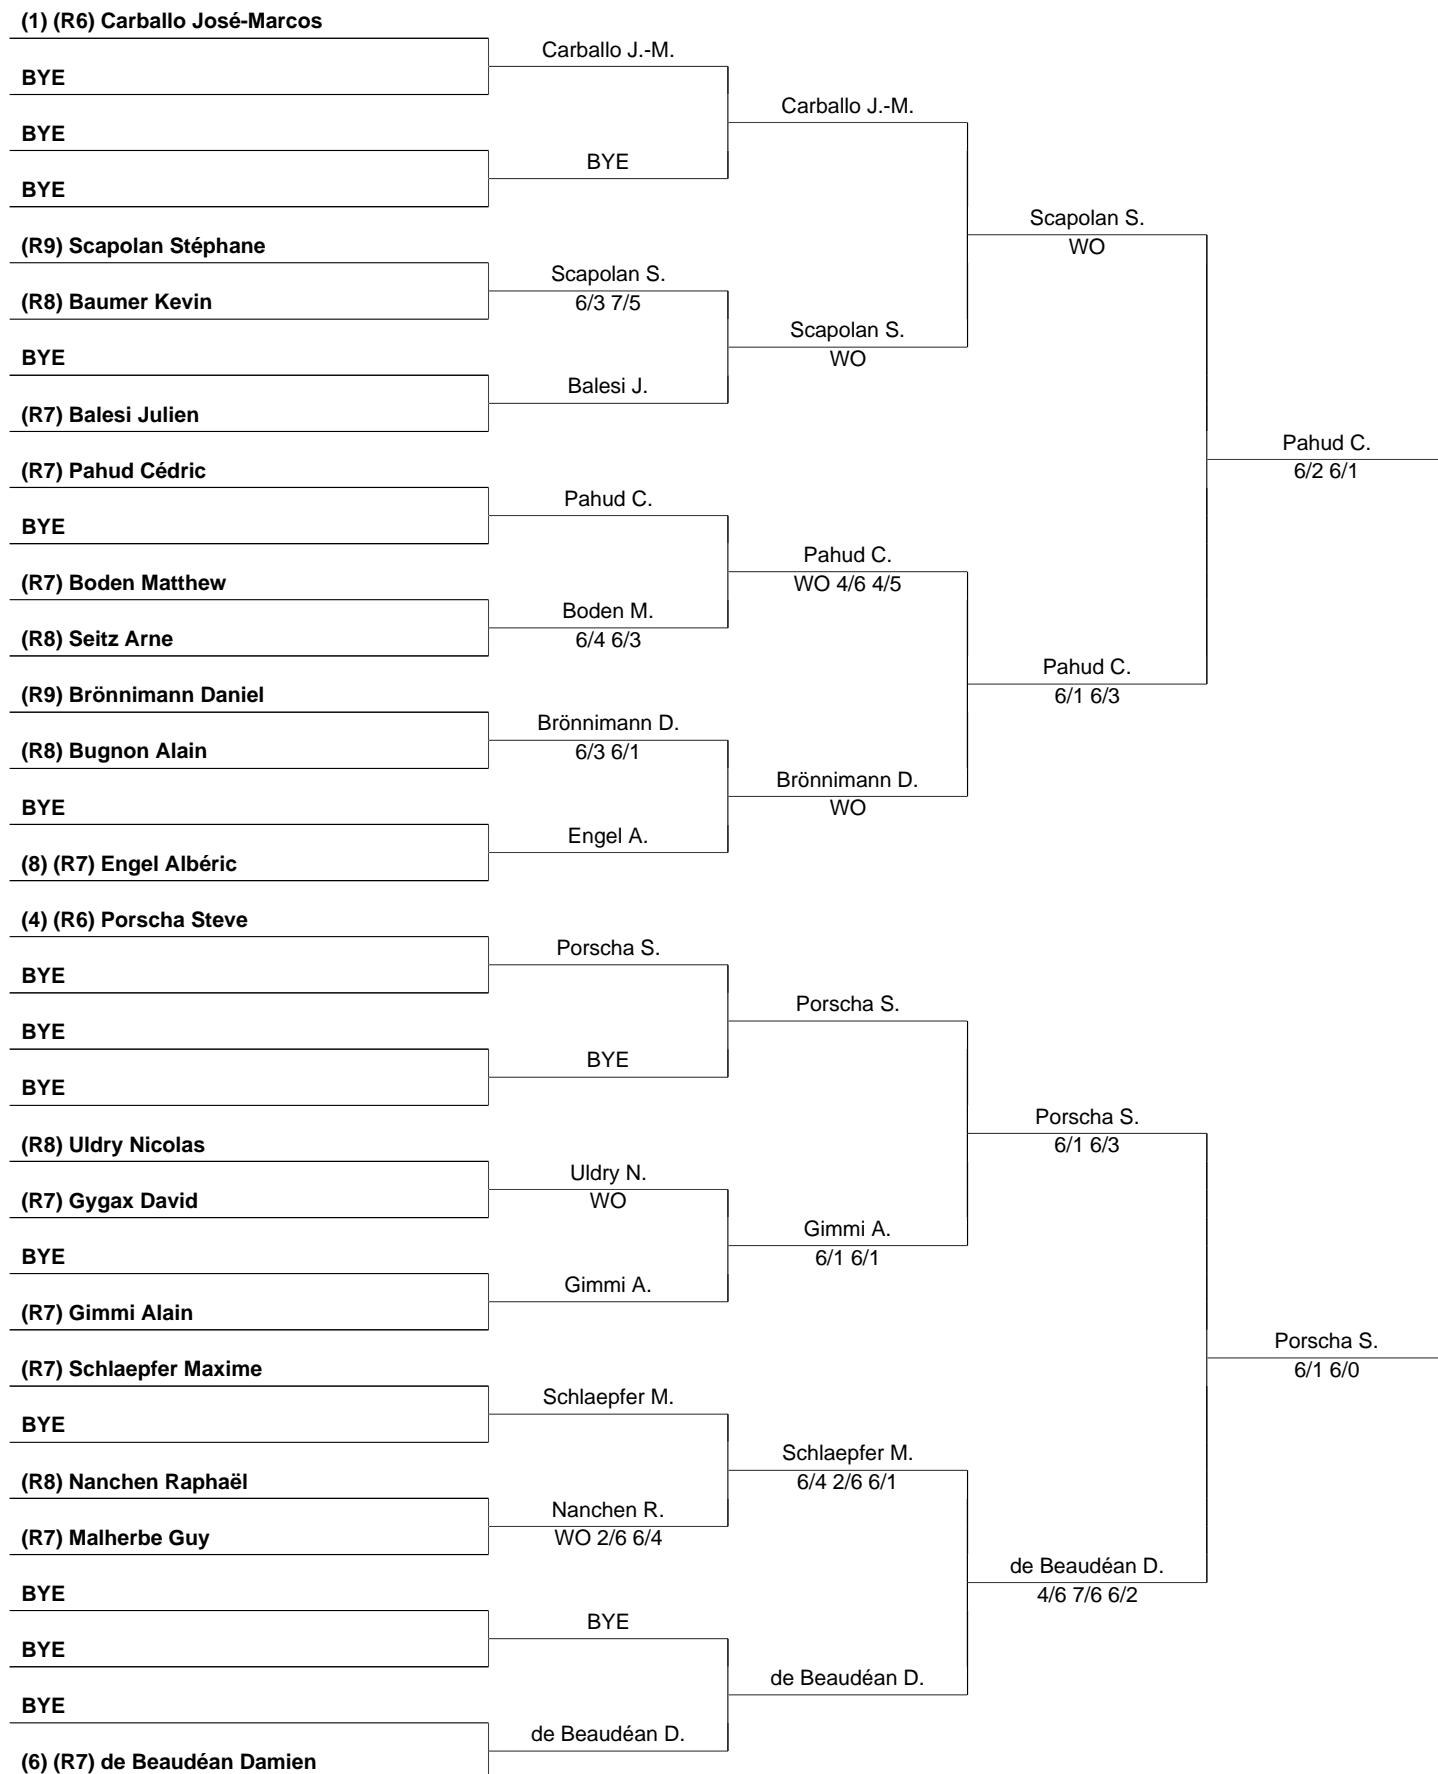 (1) (R6) Carballo José-Marcos
BYE
BYE
BYE
(R9) Scapolan Stéphane
(R8) Baumer Kevin
BYE
(R7) Balesi Julien
(R7) Pahud Cédric
BYE
(R7) Boden Matthew
(R8) Seitz Arne
(R9) Brönnimann Daniel
(R8) Bugnon Alain
BYE
(8) (R7) Engel Albéric
(4) (R6) Porscha Steve
BYE
BYE
BYE
(R8) Uldry Nicolas
(R7) Gygax David
BYE
(R7) Gimmi Alain
(R7) Schlaepfer Maxime
BYE
(R8) Nanchen Raphaël
(R7) Malherbe Guy
BYE
BYE
BYE
(6) (R7) de Beaudéan Damien
Carballo J.-M.
BYE
Scapolan S.
6/3 7/5
Balesi J.
Pahud C.
Boden M.
6/4 6/3
Brönnimann D.
6/3 6/1
Engel A.
Porscha S.
BYE
Uldry N.
WO
Gimmi A.
Schlaepfer M.
Nanchen R.
WO 2/6 6/4
BYE
de Beaudéan D.
Carballo J.-M.
Scapolan S.
WO
Pahud C.
WO 4/6 4/5
Brönnimann D.
WO
Porscha S.
Gimmi A.
6/1 6/1
Schlaepfer M.
6/4 2/6 6/1
de Beaudéan D.
Scapolan S.
WO
Pahud C.
6/1 6/3
Porscha S.
6/1 6/3
de Beaudéan D.
4/6 7/6 6/2
Pahud C.
6/2 6/1
Porscha S.
6/1 6/0